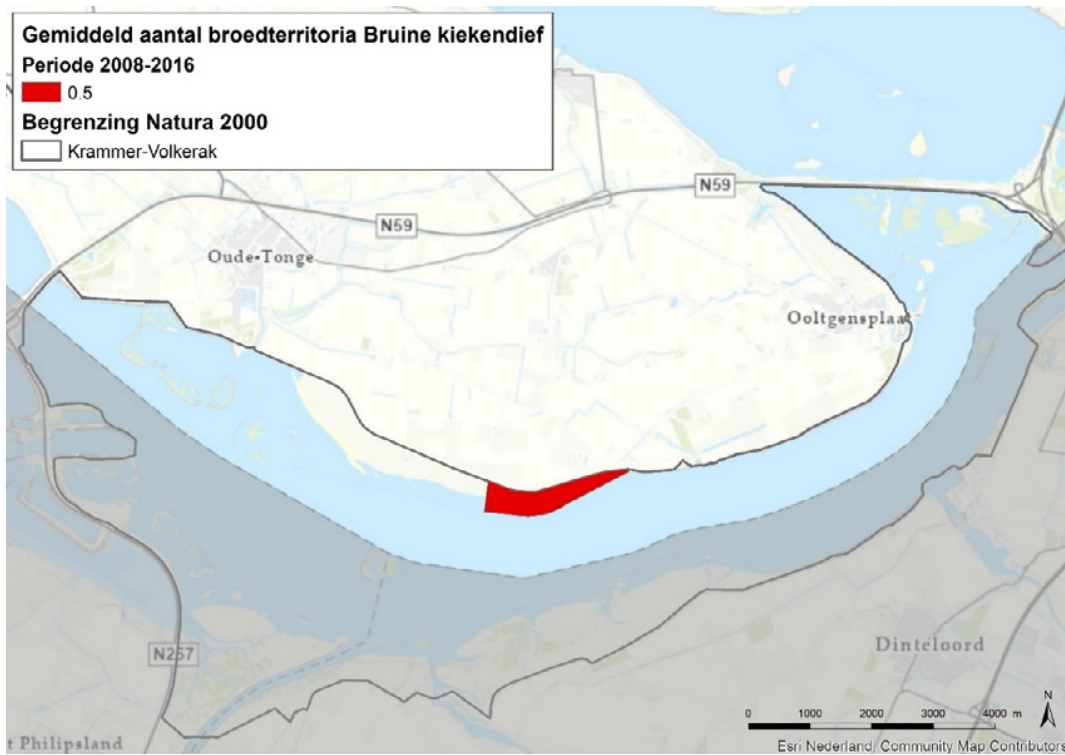 Gemiddeld aantal broedterritoria Bruine kiekendief
Periode 2008-2016
0.5
Begrenzing Natura 2000
Krammer-Volkerak
N59
N59
Oude-Tonge
Ooltgensplaat
N257
Dinteloord
t Philipsland
N
0 1000 2000 3000 4000 m
Esri Nederland, Community Map Contributors